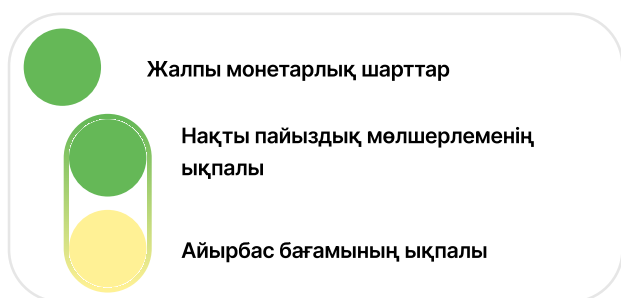 Жалпы монетарлық шарттар
Нақты пайыздық мөлшерлеменің
ықпалы
Айырбас бағамының ықпалы